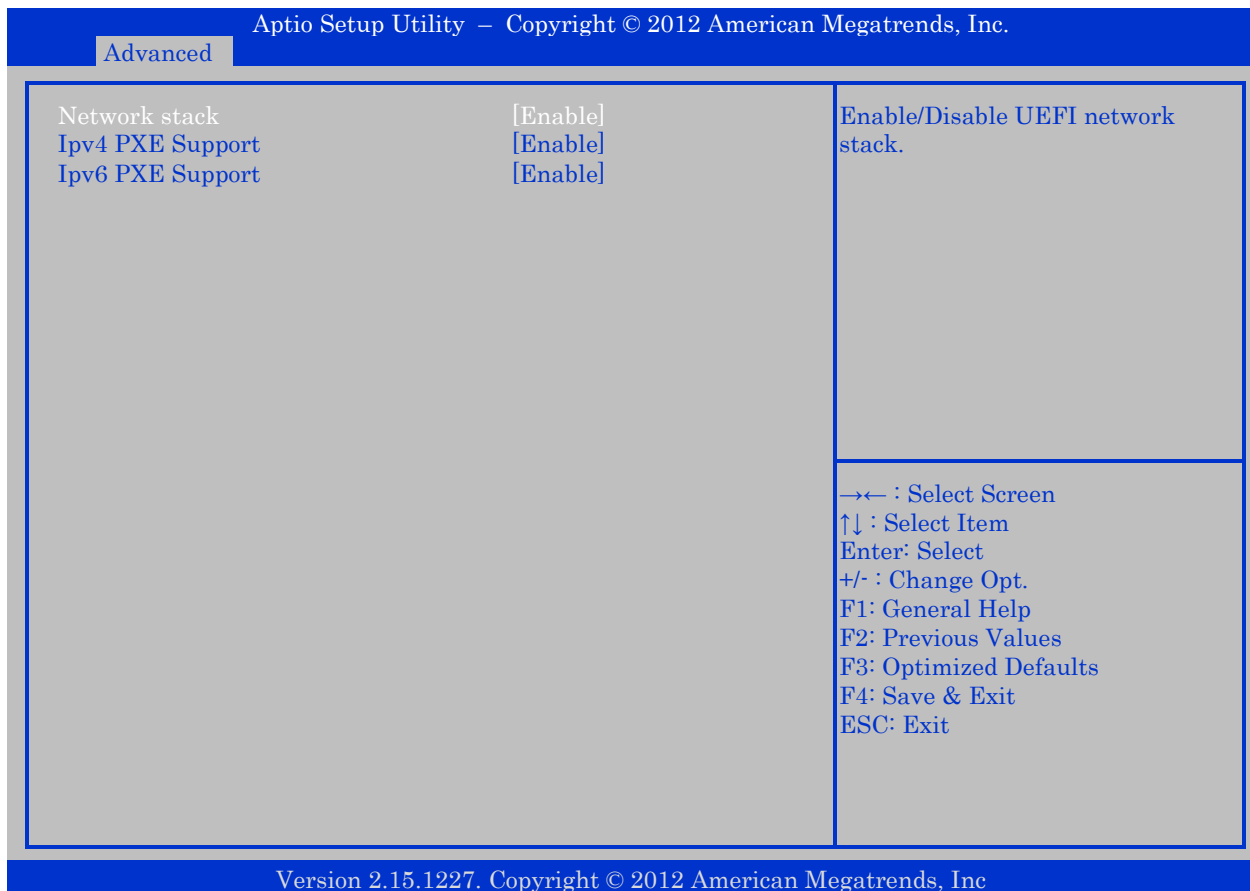 Aptio Setup Utility – Copyright © 2012 American Megatrends, Inc.
Advanced
Network stack [Enable]
Ipv4 PXE Support [Enable]
Ipv6 PXE Support [Enable]
Enable/Disable UEFI network
stack.
→← : Select Screen
↑↓ : Select Item
Enter: Select
+/- : Change Opt.
F1: General Help
F2: Previous Values
F3: Optimized Defaults
F4: Save & Exit
ESC: Exit
Version 2.15.1227. Copyright © 2012 American Megatrends, Inc